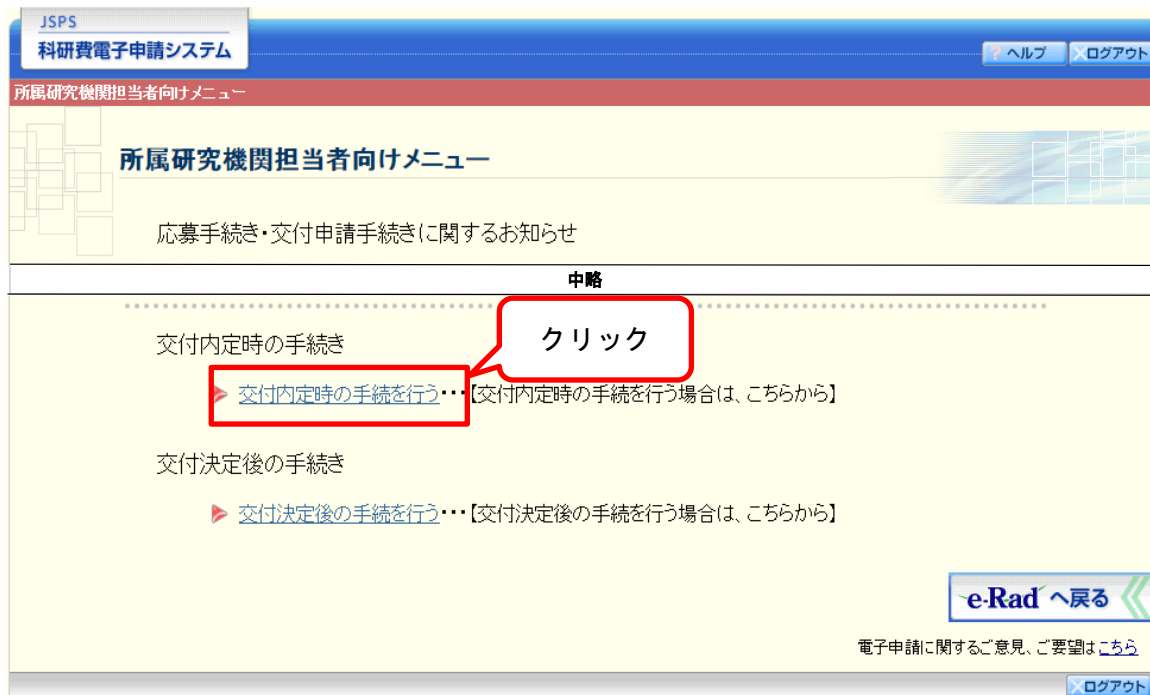 JSPS
科研費電子申請システム
? ヘルプ
×ログアウト
所属研究機関担当者向けメニュー
所属研究機関担当者向けメニュー
応募手続き・交付申請手続きに関するお知らせ
中略
クリック
交付内定時の手続き
交付内定時の手続を行う・・・【交付内定時の手続を行う場合は、こちらから】
交付決定後の手続き
交付決定後の手続を行う・・・【交付決定後の手続を行う場合は、こちらから】
e-Rad へ戻る
電子申請に関するご意見、ご要望はこちら
×ログアウト